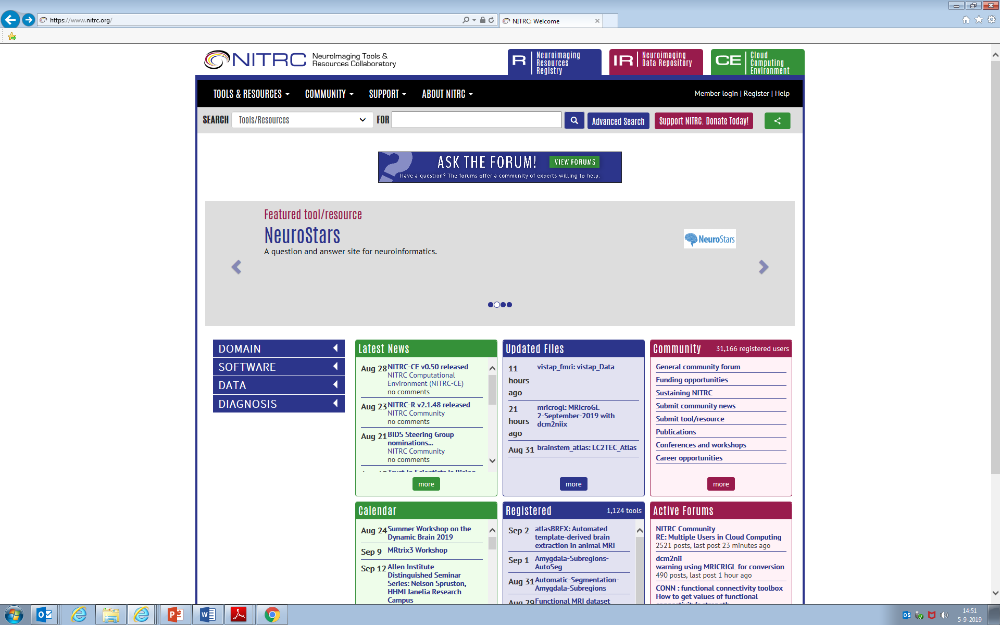 https://www.nitrc.org/
NITRC: Welcome
NITRC
NeuroImaging Tools &
Resources Collaboratory
R
Neuroimaging
Resources
Registry
IR
Neuroimaging
Data Repository
CE
Cloud
Computing
Environment
TOOLS & RESOURCES
COMMUNITY
SUPPORT
ABOUT NITRC
Member login | Register | Help
SEARCH
Tools/Resources
FOR
Advanced Search
Support NITRC. Donate Today!
ASK THE FORUM!
VIEW FORUMS
Have a question? The forums offer a community of experts willing to help.
Featured tool/resource
NeuroStars
A question and answer site for neuroinformatics.
NeuroStars
DOMAIN
SOFTWARE
DATA
DIAGNOSIS
Latest News
Aug 28 NITRC-CE v0.50 released
NITRC Computational
Environment (NITRC-CE)
no comments
Aug 23 NITRC-R v2.1.48 released
NITRC Community
no comments
Aug 21 BIDS Steering Group
nominations...
NITRC Community
no comments
more
Updated Files
11
hours
ago
vistap_fmri: vistap_Data
21
hours
ago
mricrogl: MRIcroGL
2-September-2019 with
dcm2niix
Aug 31 brainstem_atlas: LC2TEC_Atlas
more
Community
31,166 registered users
General community forum
Funding opportunities
Sustaining NITRC
Submit community news
Submit tool/resource
Publications
Conferences and workshops
Career opportunities
more
Calendar
Aug 24 Summer Workshop on the
Dynamic Brain 2019
Sep 9 MRtrix3 Workshop
Sep 12 Allen Institute
Distinguished Seminar
Series: Nelson Spruston,
HHMI Janelia Research
Campus
Registered
1,124 tools
Sep 2 atlasBREX: Automated
template-derived brain
extraction in animal MRI
Sep 1 Amygdala-Subregions-
AutoSeg
Aug 31 Automatic-Segmentation-
Amygdala-Subregions
Aug 29 Functional MRI dataset
Active Forums
NITRC Community
RE: Multiple Users in Cloud Computing
2521 posts, last post 23 minutes ago
dcm2nii
warning using MRICRIGL for conversion
490 posts, last post 1 hour ago
CONN : functional connectivity toolbox
How to get values of functional
14:51
5-9-2019